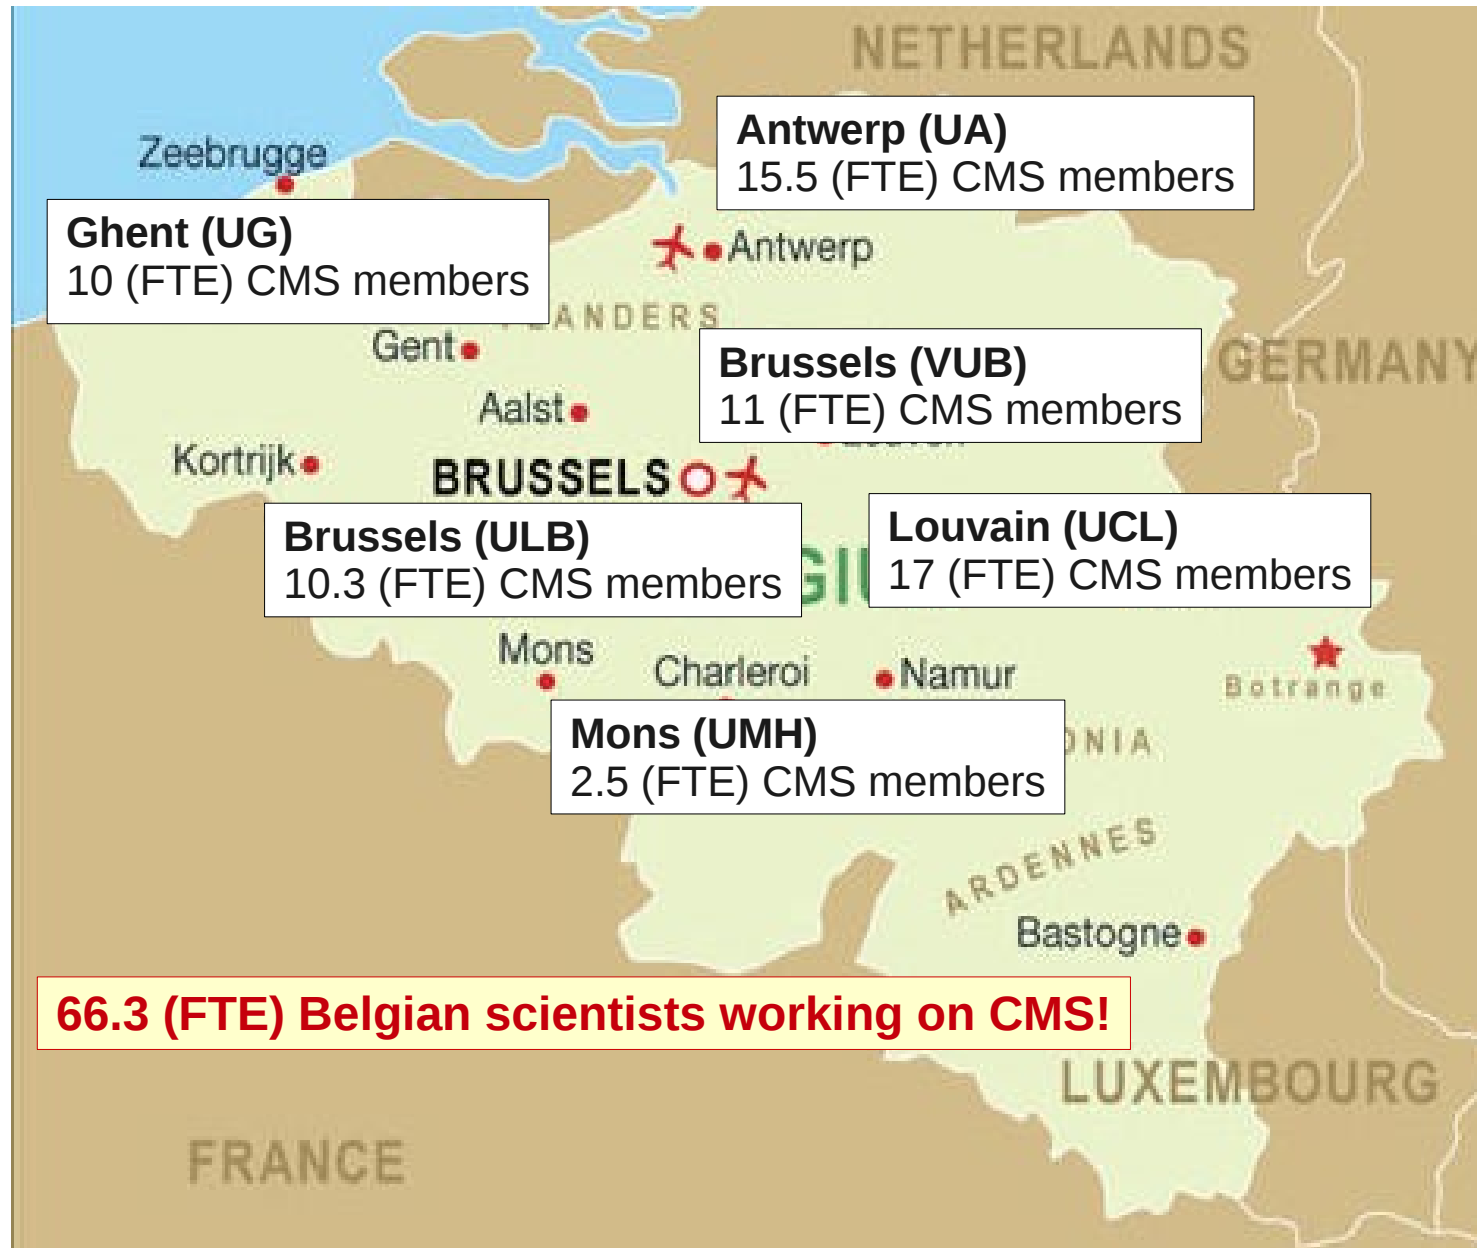 NETHERLANDS
Antwerp (UA)
15.5 (FTE) CMS members
Zeebrugge
Ghent (UG)
10 (FTE) CMS members
Antwerp
ANDERS
Gent
Brussels (VUB)
11 (FTE) CMS members
GERMANY
Aalst
Kortrijk
BRUSSELS
Brussels (ULB)
10.3 (FTE) CMS members
Louvain (UCL)
17 (FTE) CMS members
GIU
Mons
Charleroi
Namur
Botrange
Mons (UMH)
2.5 (FTE) CMS members
ONIA
ARDENNES
Bastogne
66.3 (FTE) Belgian scientists working on CMS!
LUXEMBOURG
FRANCE